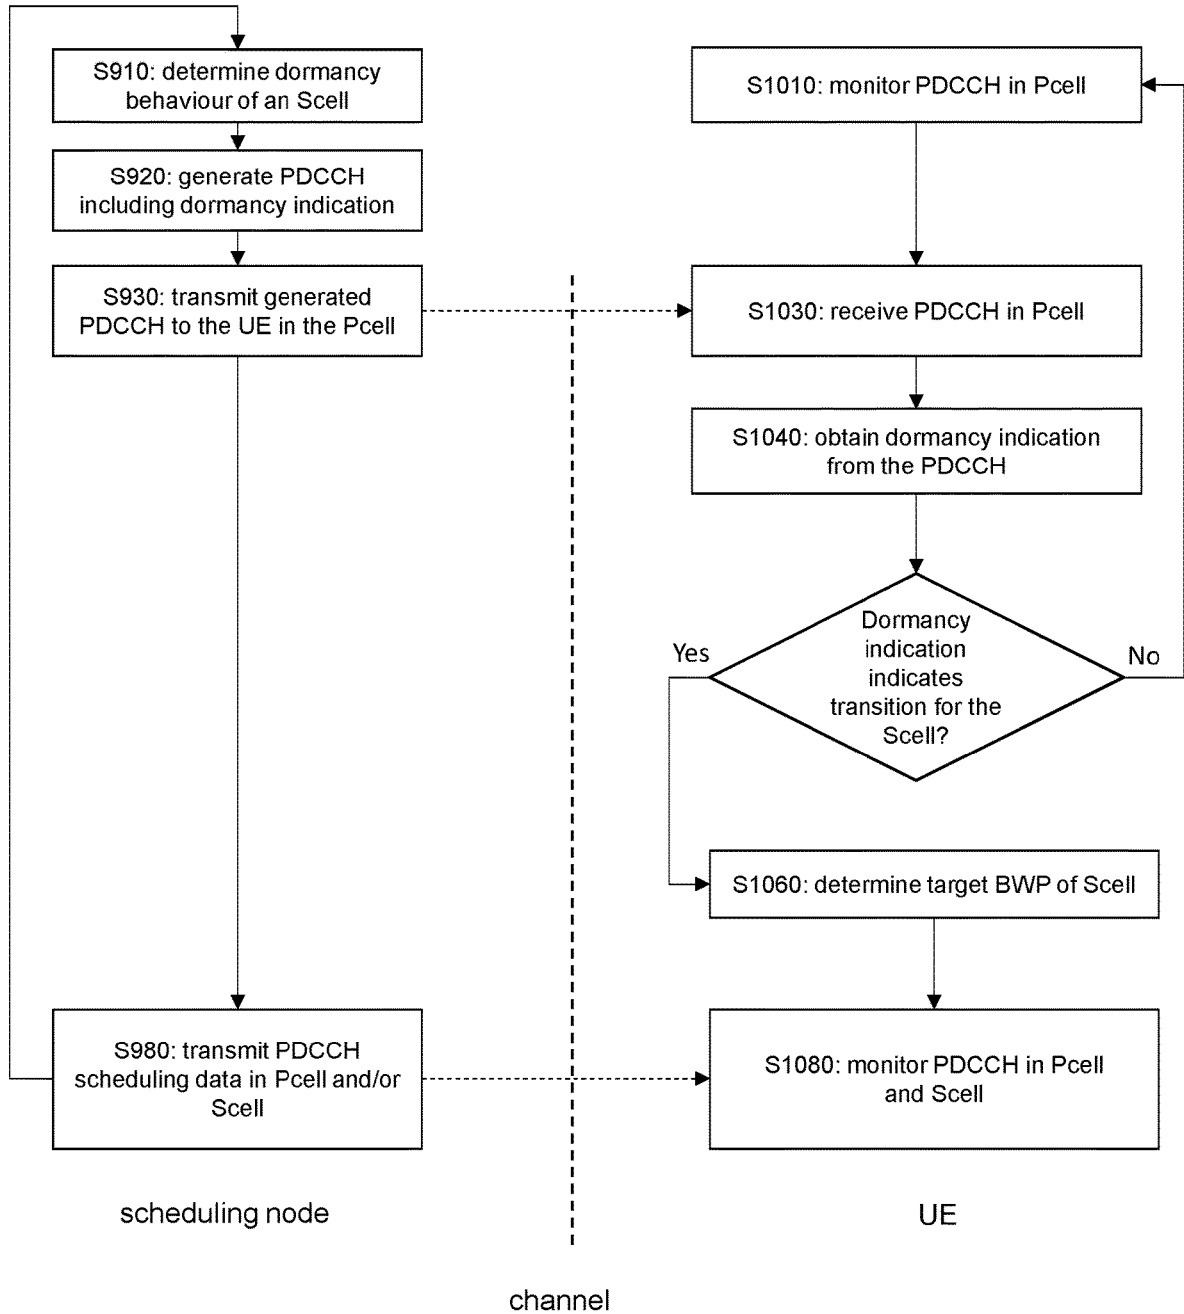 S910: determine dormancy
behaviour of an Scell
S920: generate PDCCH
including dormancy indication
S930: transmit generated
PDCCH to the UE in the Pcell
S980: transmit PDCCH
scheduling data in Pcell and/or
Scell
scheduling node
S1010: monitor PDCCH in Pcell
S1030: receive PDCCH in Pcell
S1040: obtain dormancy indication
from the PDCCH
Dormancy
indication
indicates
transition for the
Scell?
Yes
No
S1060: determine target BWP of Scell
S1080: monitor PDCCH in Pcell
and Scell
UE
channel